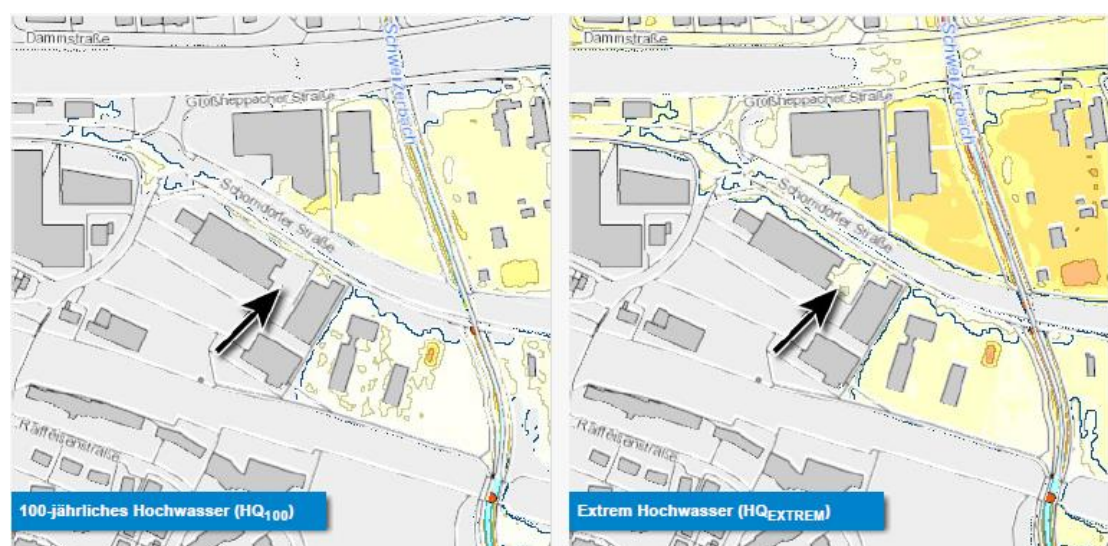 Dammstraße
Schweizerbach
Großheppacher Straße
Schorndorfer Straße
Raiffeisenstraße
100-jährliches Hochwasser (HQ100)
Dammstraße
Schweizerbach
Großheppacher Straße
Schorndorfer Straße
Raiffeisenstraße
Extrem Hochwasser (HQEXTREM)